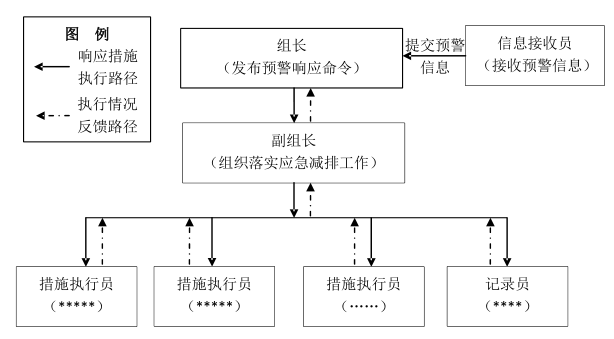 图 例
响应措施
执行路径
执行情况
反馈路径
组长
（发布预警响应命令）
提交预警
信息
信息接收员
（接收预警信息）
副组长
（组织落实应急减排工作）
措施执行员
（*****）
措施执行员
（*****）
措施执行员
（……）
记录员
（****）